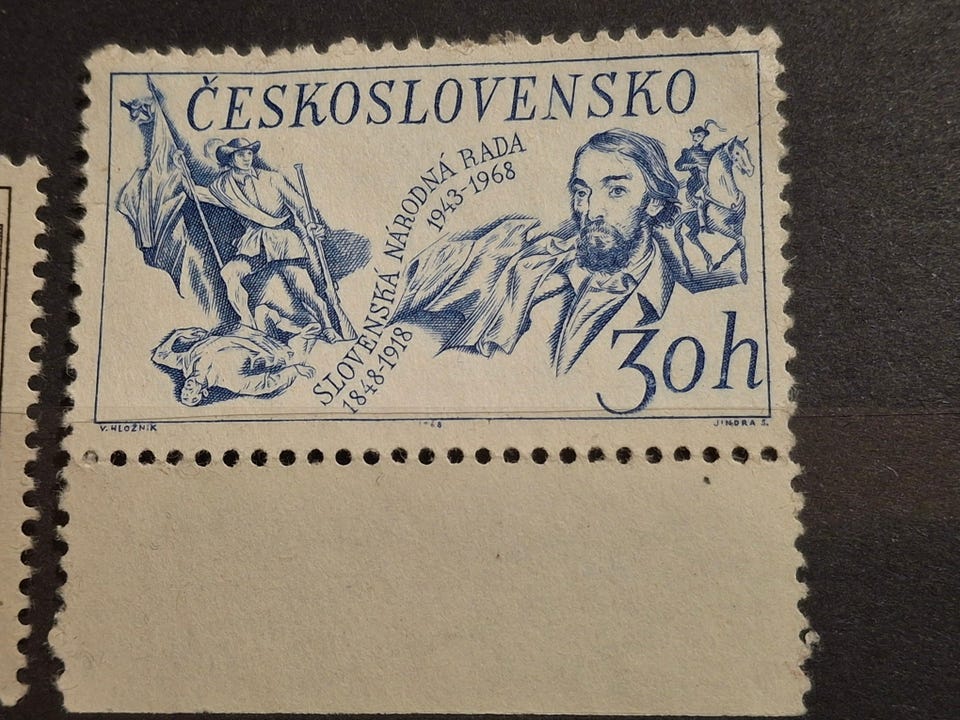 ČESKOSLOVENSKO
SLOVENSKÁ NÁRODNÁ RADA
1848-1918 1943-1968
30h
V. HLOŽNÍK
JINDRA S.